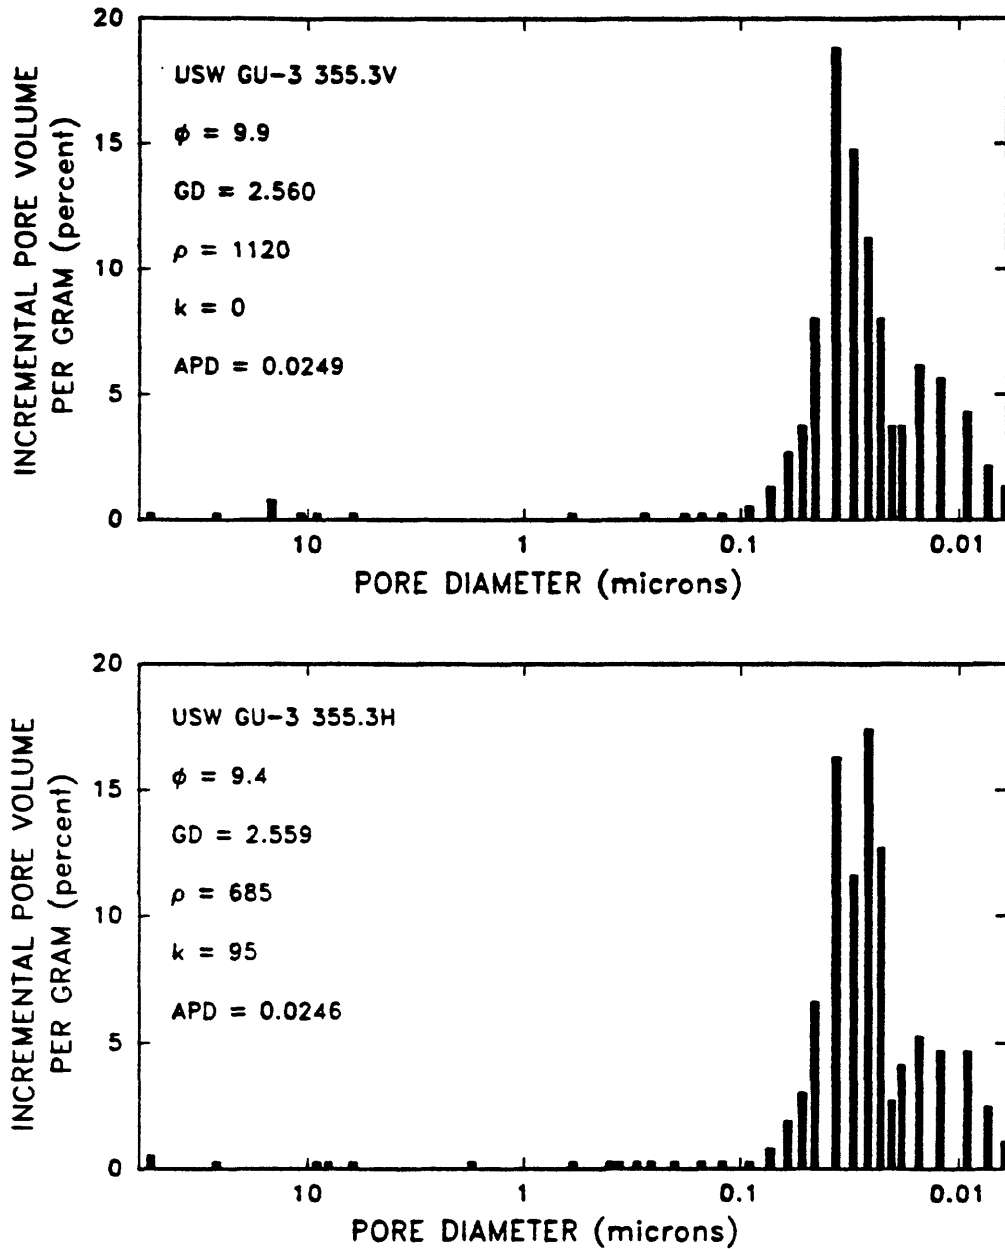 INCREMENTAL PORE VOLUME
PER GRAM (percent)
20
15
10
5
0
USW GU-3 355.3V
ϕ = 9.9
GD = 2.560
ρ = 1120
k = 0
APD = 0.0249
10
1
0.1
0.01
PORE DIAMETER (microns)
INCREMENTAL PORE VOLUME
PER GRAM (percent)
20
15
10
5
0
USW GU-3 355.3H
ϕ = 9.4
GD = 2.559
ρ = 685
k = 95
APD = 0.0246
10
1
0.1
0.01
PORE DIAMETER (microns)